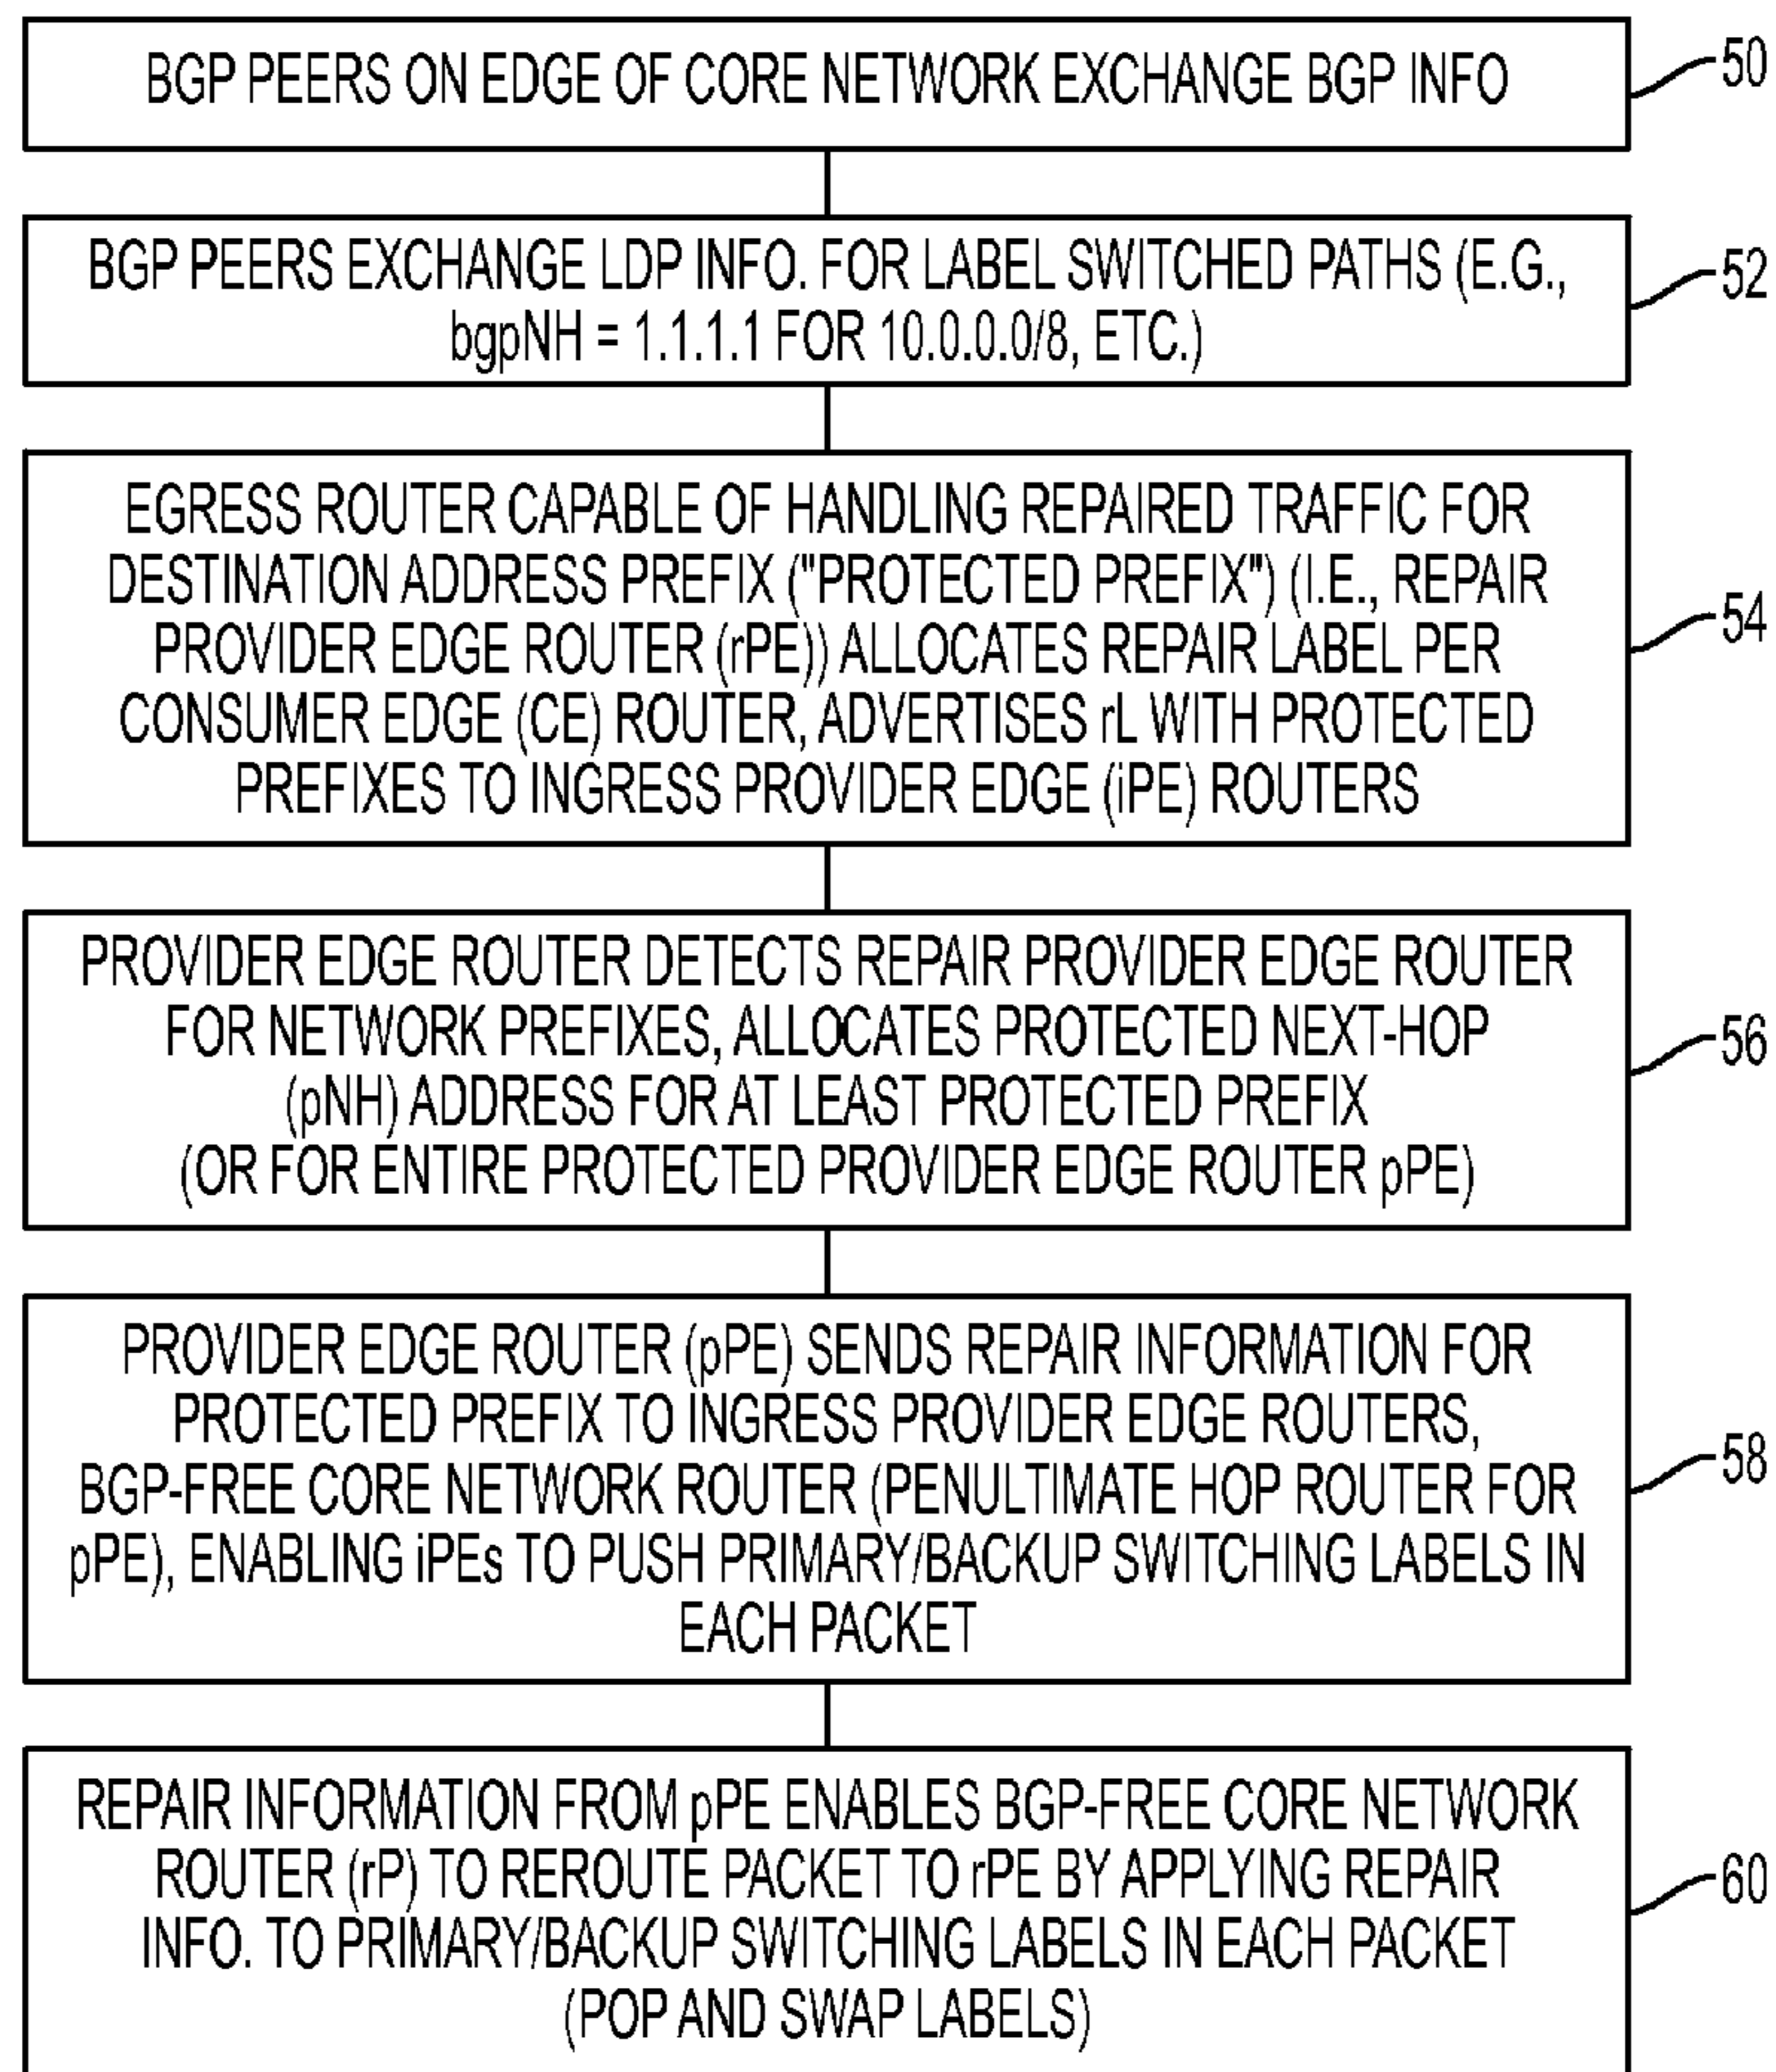 BGP PEERS ON EDGE OF CORE NETWORK EXCHANGE BGP INFO
50
BGP PEERS EXCHANGE LDP INFO. FOR LABEL SWITCHED PATHS (E.G.,
bgpNH = 1.1.1.1 FOR 10.0.0.0/8, ETC.)
52
EGRESS ROUTER CAPABLE OF HANDLING REPAIRED TRAFFIC FOR
DESTINATION ADDRESS PREFIX ("PROTECTED PREFIX") (I.E., REPAIR
PROVIDER EDGE ROUTER (rPE)) ALLOCATES REPAIR LABEL PER
CONSUMER EDGE (CE) ROUTER, ADVERTISES rL WITH PROTECTED
PREFIXES TO INGRESS PROVIDER EDGE (iPE) ROUTERS
54
PROVIDER EDGE ROUTER DETECTS REPAIR PROVIDER EDGE ROUTER
FOR NETWORK PREFIXES, ALLOCATES PROTECTED NEXT-HOP
(pNH) ADDRESS FOR AT LEAST PROTECTED PREFIX
(OR FOR ENTIRE PROTECTED PROVIDER EDGE ROUTER pPE)
56
PROVIDER EDGE ROUTER (pPE) SENDS REPAIR INFORMATION FOR
PROTECTED PREFIX TO INGRESS PROVIDER EDGE ROUTERS,
BGP-FREE CORE NETWORK ROUTER (PENULTIMATE HOP ROUTER FOR
pPE), ENABLING iPEs TO PUSH PRIMARY/BACKUP SWITCHING LABELS IN
EACH PACKET
58
REPAIR INFORMATION FROM pPE ENABLES BGP-FREE CORE NETWORK
ROUTER (rP) TO REROUTE PACKET TO rPE BY APPLYING REPAIR
INFO. TO PRIMARY/BACKUP SWITCHING LABELS IN EACH PACKET
(POP AND SWAP LABELS)
60